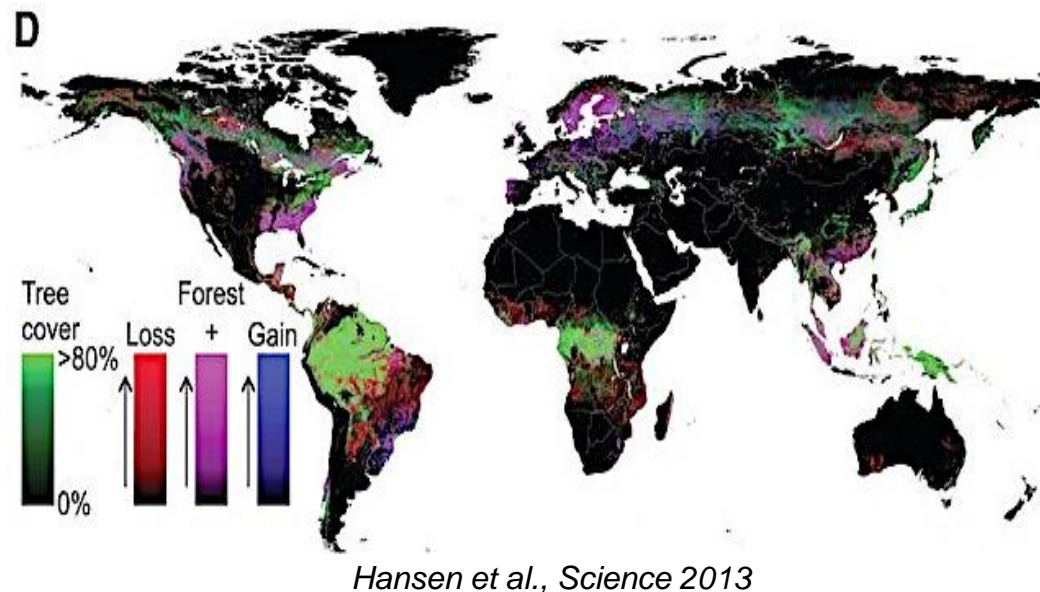 D
Tree
cover
>80%
0%
Forest
Loss + Gain
Hansen et al., Science 2013